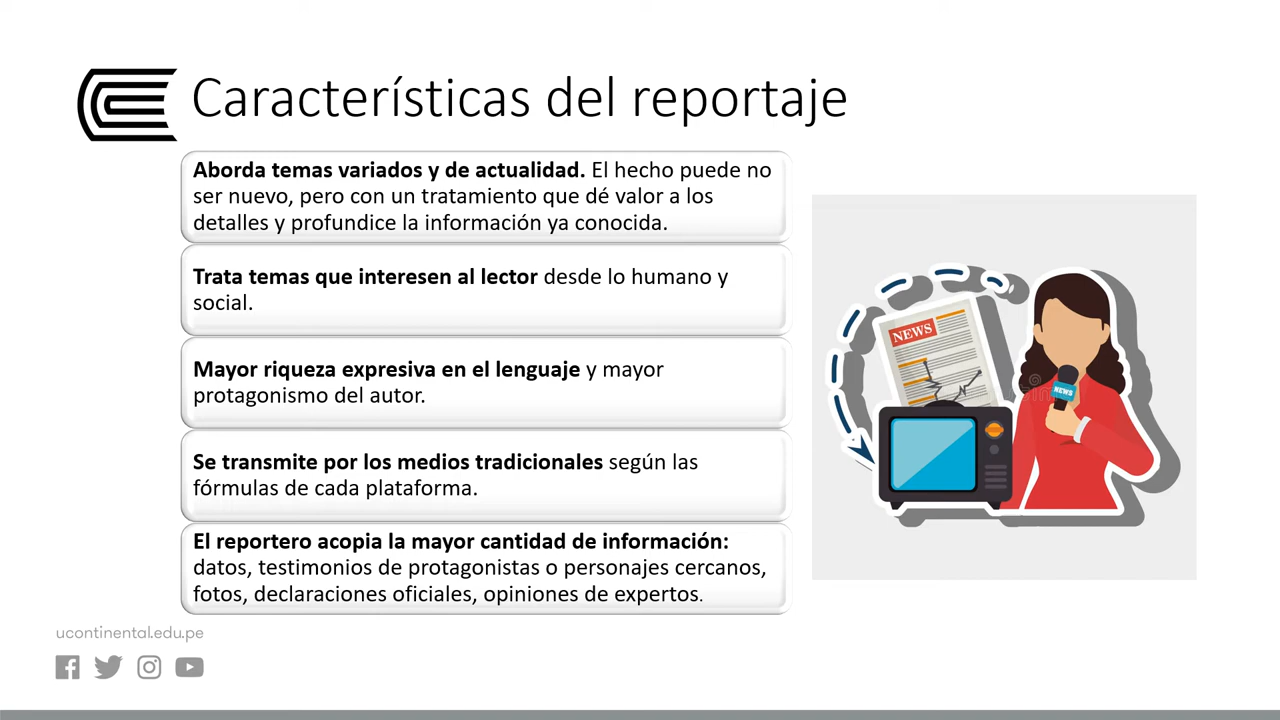 Características del reportaje
Aborda temas variados y de actualidad. El hecho puede no
ser nuevo, pero con un tratamiento que dé valor a los
detalles y profundice la información ya conocida.
Trata temas que interesen al lector desde lo humano y
social.
Mayor riqueza expresiva en el lenguaje y mayor
protagonismo del autor.
Se transmite por los medios tradicionales según las
fórmulas de cada plataforma.
El reportero acopia la mayor cantidad de información:
datos, testimonios de protagonistas o personajes cercanos,
fotos, declaraciones oficiales, opiniones de expertos.
NEWS
NEWS
ucontinental.edu.pe